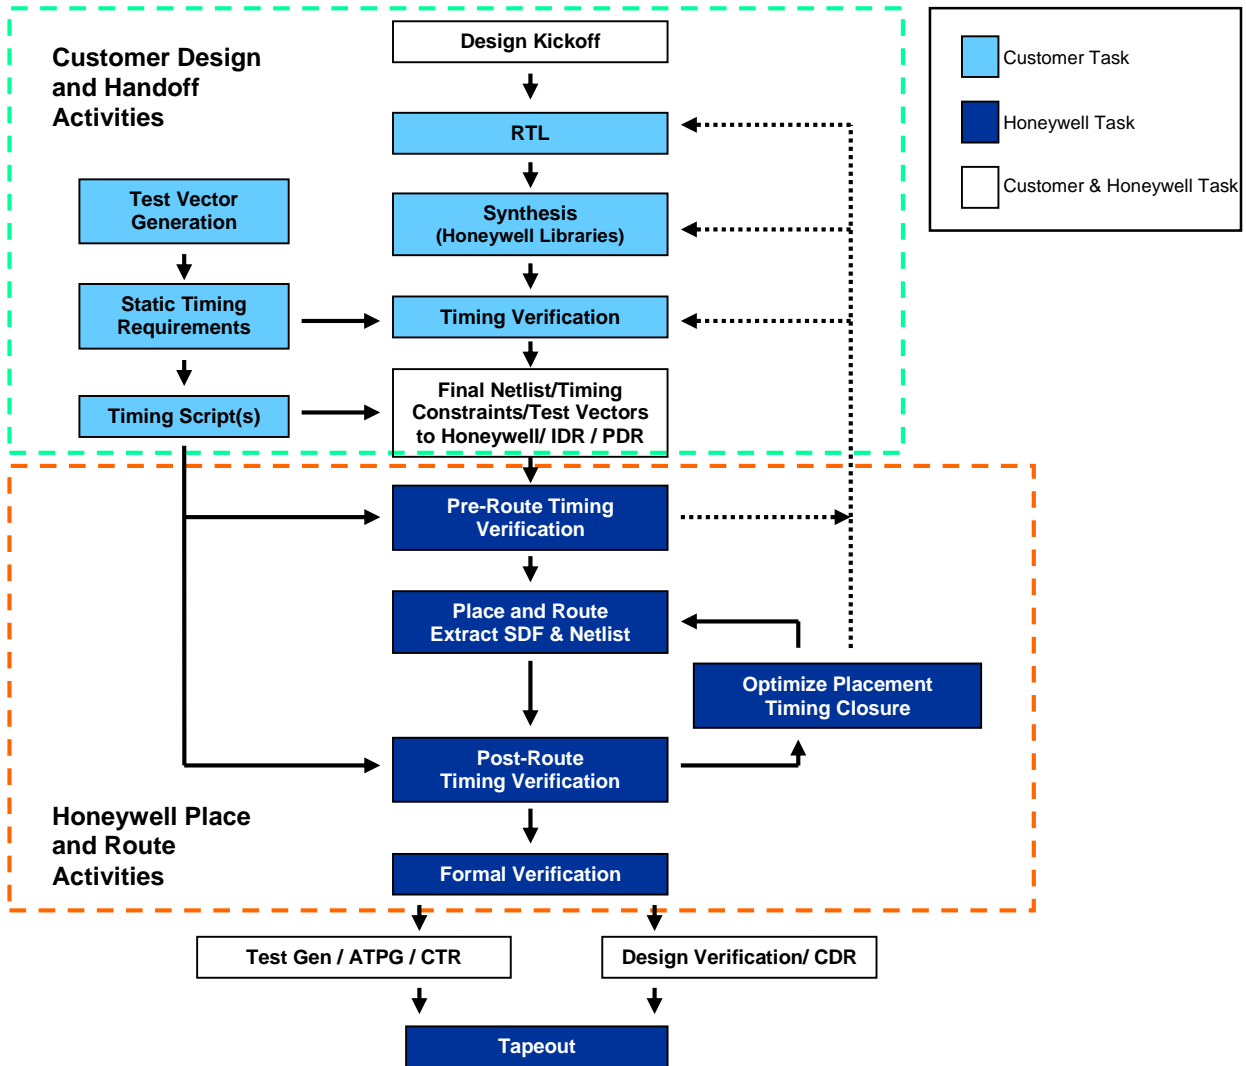 Design Kickoff
Customer Design
and Handoff
Activities
Customer Task
Honeywell Task
Customer & Honeywell Task
RTL
Test Vector
Generation
Synthesis
(Honeywell Libraries)
Static Timing
Requirements
Timing Verification
Timing Script(s)
Final Netlist/Timing
Constraints/Test Vectors
to Honeywell/ IDR / PDR
Pre-Route Timing
Verification
Place and Route
Extract SDF & Netlist
Optimize Placement
Timing Closure
Post-Route
Timing Verification
Honeywell Place
and Route
Activities
Formal Verification
Test Gen / ATPG / CTR
Design Verification/ CDR
Tapeout